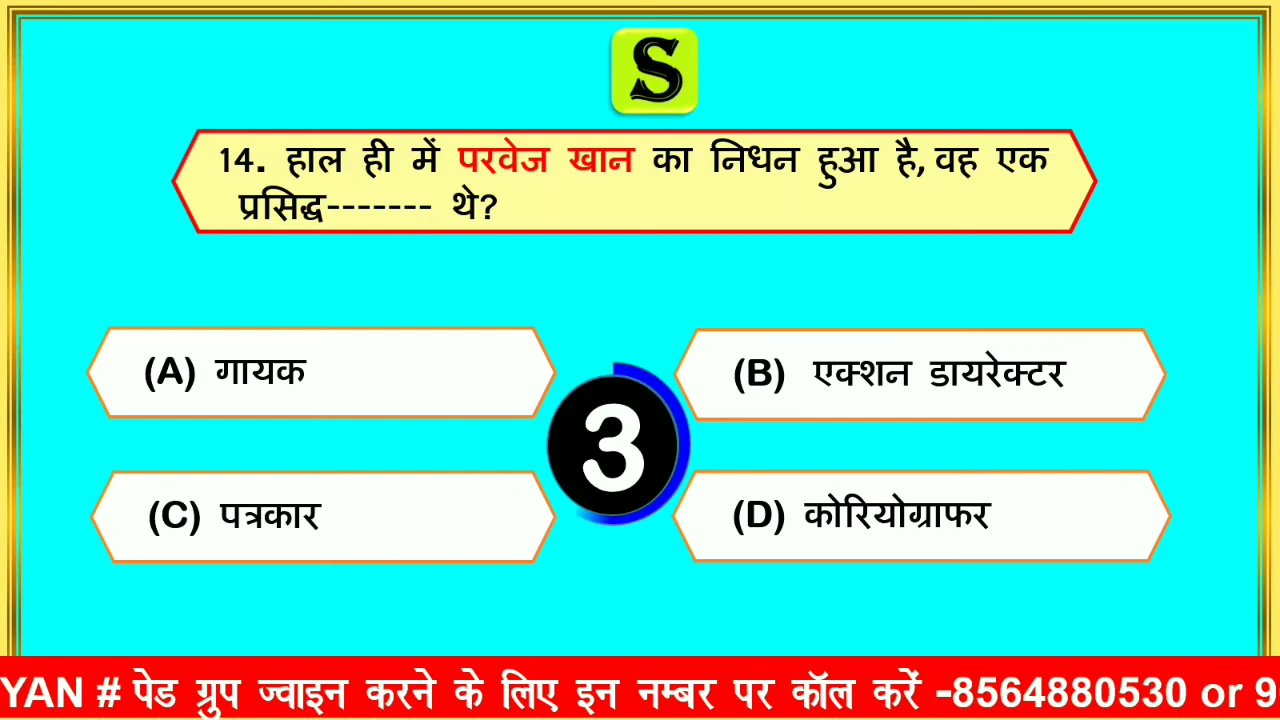 S
14. हाल ही में परवेज खान का निधन हुआ है, वह एक
प्रसिद्ध------- थे?
(A) गायक
(B) एक्शन डायरेक्टर
3
(C) पत्रकार
(D) कोरियोग्राफर
YAN # पेड ग्रुप ज्वाइन करने के लिए इन नम्बर पर कॉल करें -8564880530 or 9